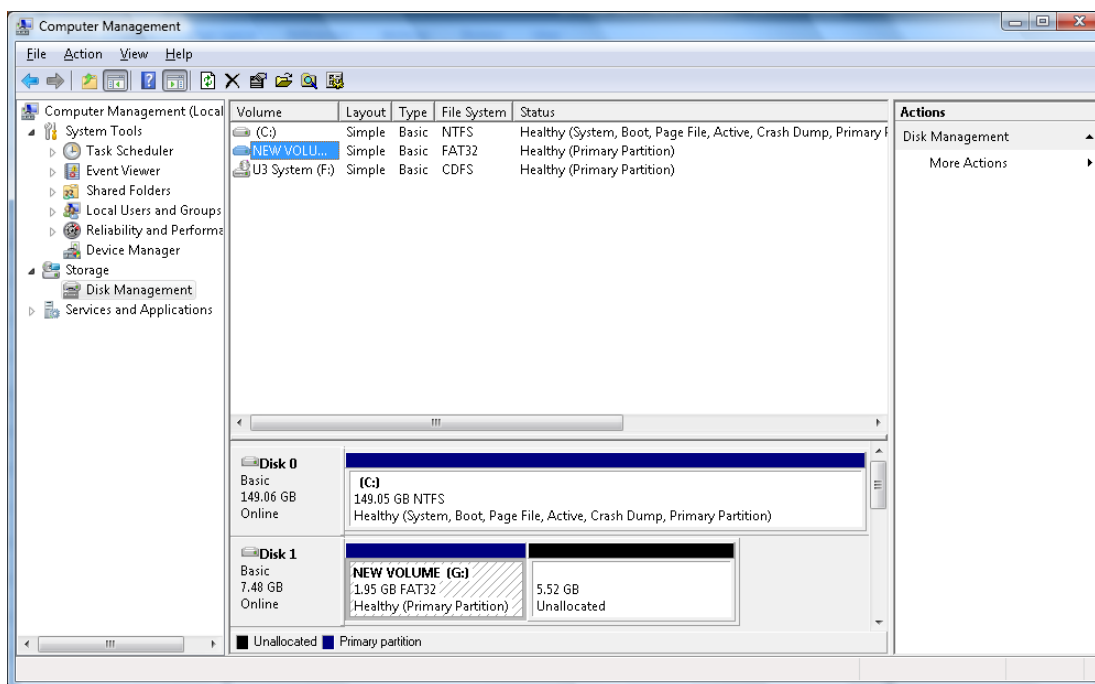 Computer Management
File Action View Help
Computer Management (Local
System Tools
Task Scheduler
Event Viewer
Shared Folders
Local Users and Groups
Reliability and Performa
Device Manager
Storage
Disk Management
Services and Applications
Volume Layout Type File System Status
(C:) Simple Basic NTFS Healthy (System, Boot, Page File, Active, Crash Dump, Primary P
NEW VOLU... Simple Basic FAT32 Healthy (Primary Partition)
U3 System (F:) Simple Basic CDFS Healthy (Primary Partition)
Disk 0
Basic
149.06 GB
Online
(C:)
149.05 GB NTFS
Healthy (System, Boot, Page File, Active, Crash Dump, Primary Partition)
Disk 1
Basic
7.48 GB
Online
NEW VOLUME (G:)
1.95 GB FAT32
Healthy (Primary Partition)
5.52 GB
Unallocated
Unallocated Primary partition
Actions
Disk Management
More Actions